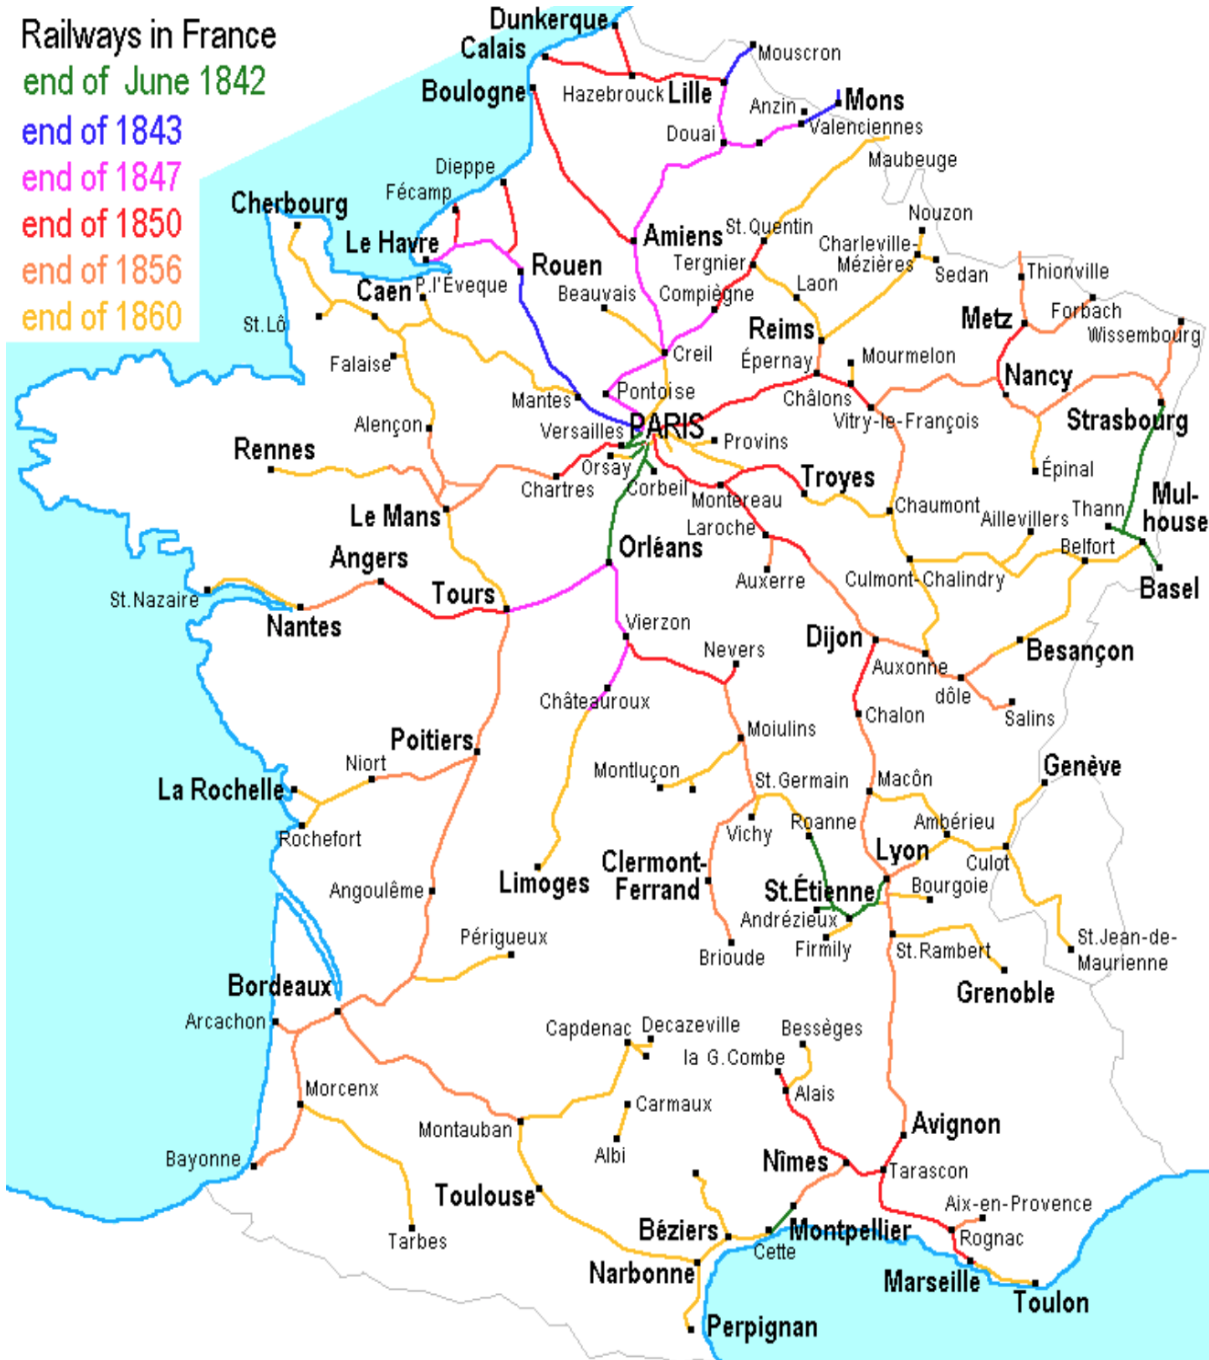 Railways in France
end of June 1842
end of 1843
end of 1847
end of 1850
end of 1856
end of 1860
Dunkerque
Calais
Mouscron
Boulogne
Hazebrouck
Lille
Anzin
Mons
Douai
Valenciennes
Maubeuge
Dieppe
Fécamp
Cherbourg
Nouzon
Le Havre
Amiens
St.Quentin
Charleville-
Mézières
Rouen
Tergnier
Sedan
Thionville
Caen
P.l'Éveque
Beauvais
Compiègne
Laon
Forbach
St.Lô
Metz
Wissembourg
Reims
Falaise
Creil
Épernay
Mourmelon
Nancy
Pontoise
Mantes
Châlons
Vitry-le-François
Strasbourg
Alençon
Versailles
PARIS
Provins
Rennes
Orsay
Épinal
Chartres
Corbeil
Montereau
Troyes
Chaumont
Mul-
house
Le Mans
Laroche
Aillevillers
Thann
Angers
Orléans
Belfort
Auxerre
Culmont-Chalindry
Basel
St.Nazaire
Tours
Nantes
Vierzon
Nevers
Dijon
Auxonne
Besançon
Châteauroux
dôle
Salins
Chalon
Poitiers
Moiulins
Niort
Montluçon
St.Germain
Macôn
Genève
La Rochelle
Rochefort
Vichy
Roanne
Ambérieu
Lyon
Culot
Limoges
Clermont-
Ferrand
St.Étienne
Bourgoie
Angoulême
Andrézieux
Firmily
Périgueux
Brioude
St.Rambert
St.Jean-de-
Maurienne
Bordeaux
Grenoble
Arcachon
Capdenac
Decazeville
Bessèges
la G.Combe
Morcenx
Carmaux
Alais
Montauban
Avignon
Albi
Bayonne
Nîmes
Tarascon
Toulouse
Aix-en-Provence
Tarbes
Béziers
Montpellier
Cette
Rognac
Narbonne
Marseille
Toulon
Perpignan